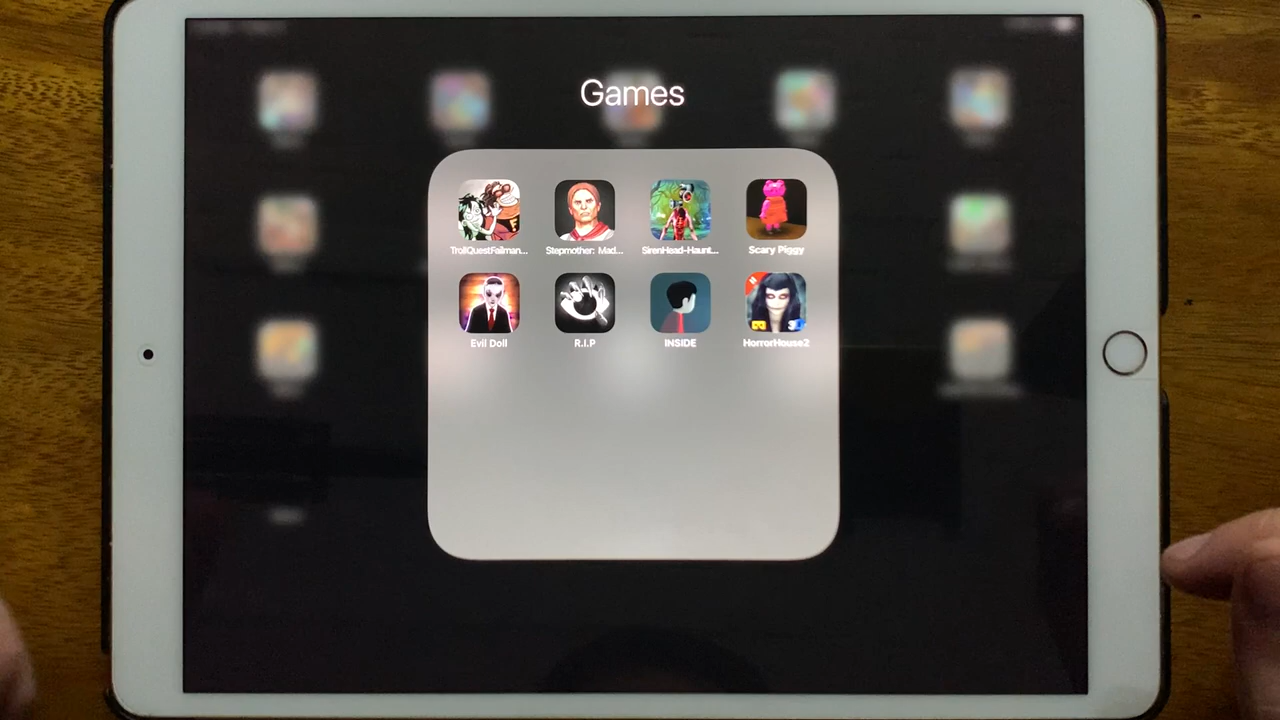 Games
TrollQuestFailman...
Stepmother: Mad...
SirenHead-Haunt...
Scary Piggy
Evil Doll
R.I.P
INSIDE
HorrorHouse2